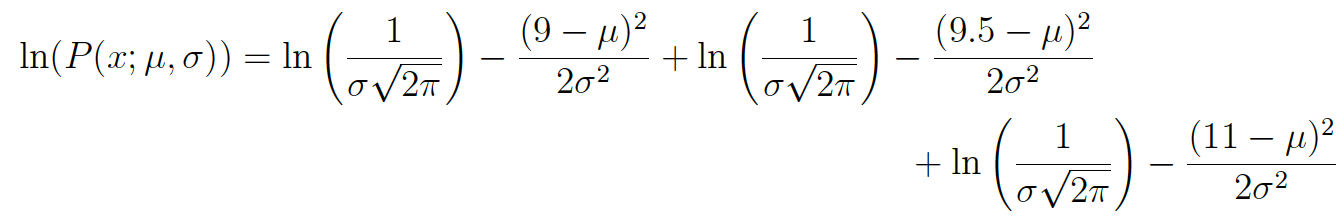 ln(P(x; μ, σ)) = ln(1/(σ√(2π))) − (9 − μ)²/(2σ²) + ln(1/(σ√(2π))) − (9.5 − μ)²/(2σ²)
+ ln(1/(σ√(2π))) − (11 − μ)²/(2σ²)